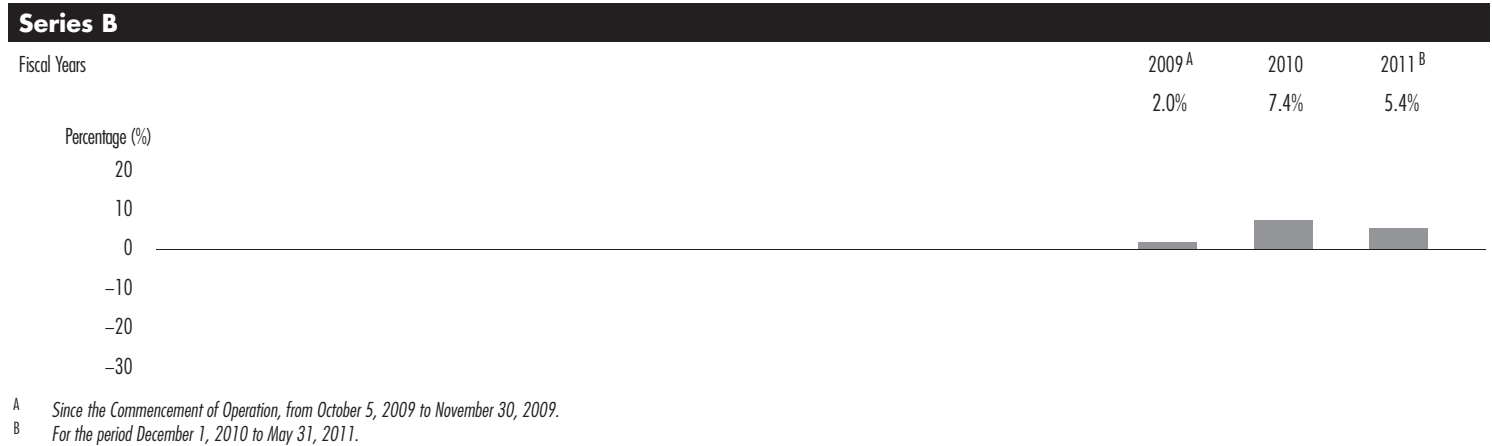 Series B
Fiscal Years 2009 A 2010 2011 B
2.0% 7.4% 5.4%
Percentage (%)
20
10
0
–10
–20
–30
A Since the Commencement of Operation, from October 5, 2009 to November 30, 2009.
B For the period December 1, 2010 to May 31, 2011.